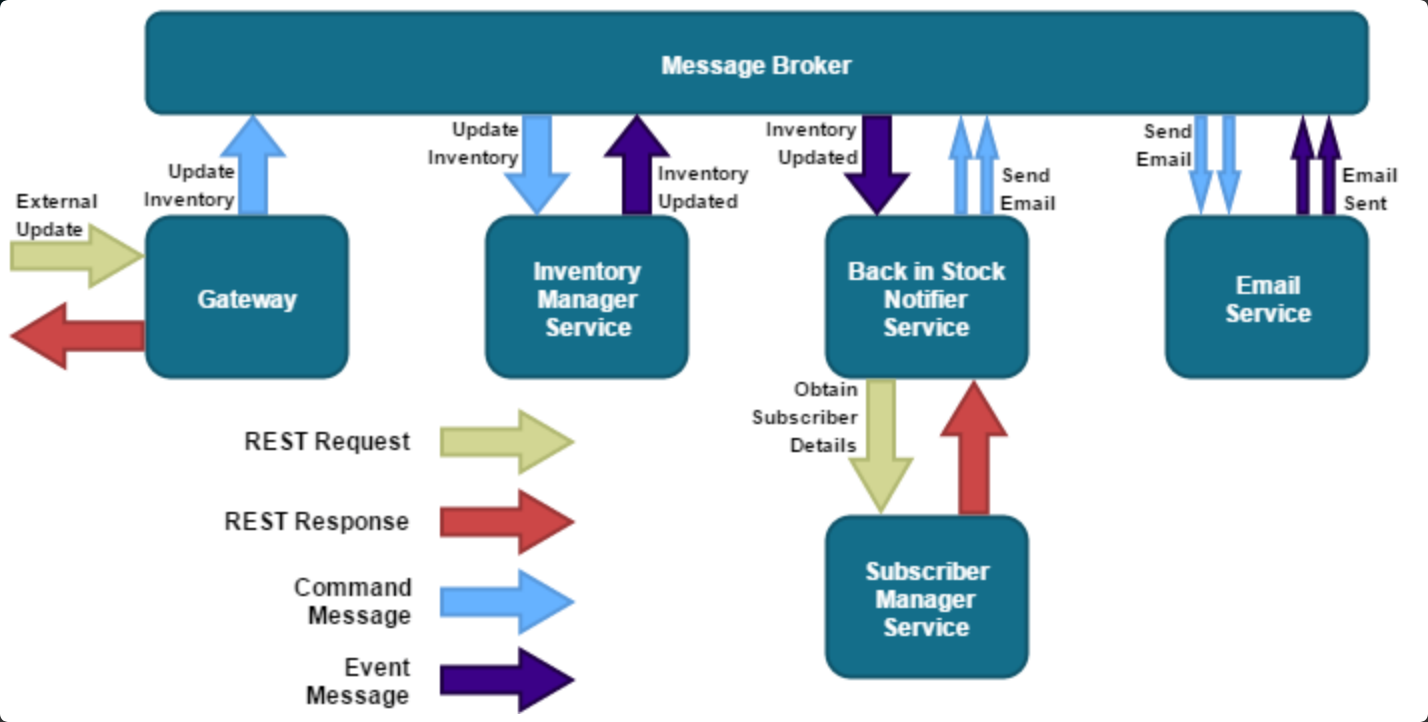 Message Broker
External
Update
Update
Inventory
Gateway
Update
Inventory
Inventory
Updated
Inventory
Manager
Service
Inventory
Updated
Send
Email
Back in Stock
Notifier
Service
Send
Email
Email
Sent
Email
Service
Obtain
Subscriber
Details
Subscriber
Manager
Service
REST Request
REST Response
Command
Message
Event
Message